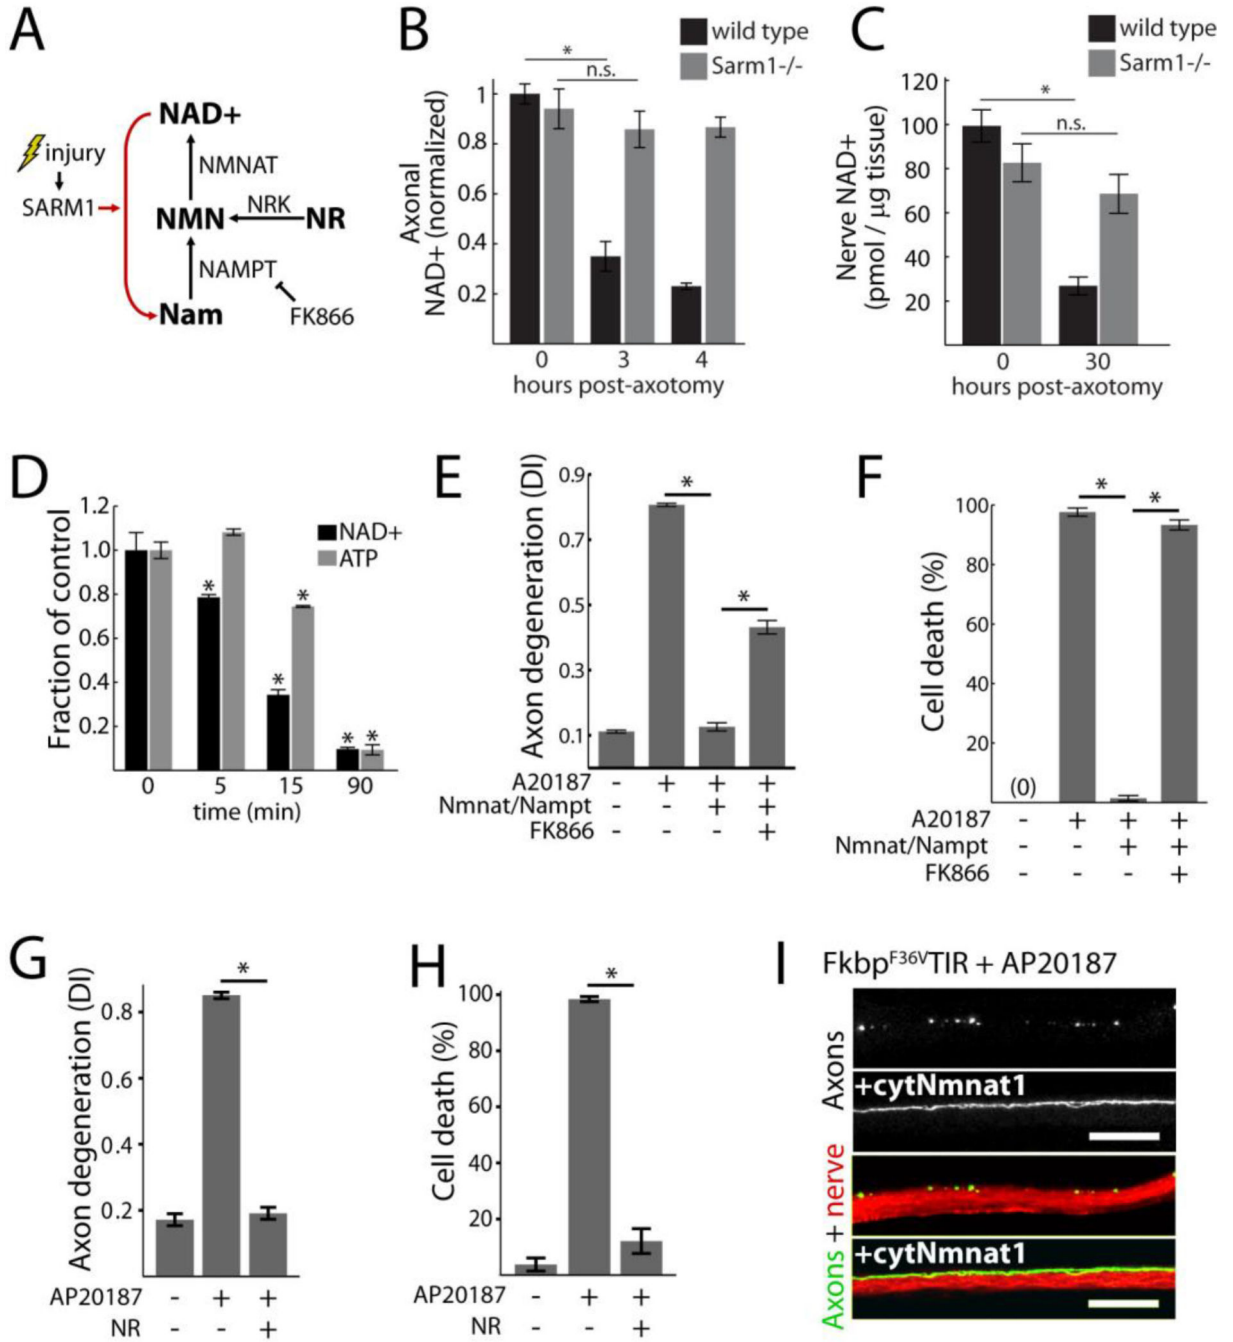 A
injury
SARM1
NAD+
NMNAT
NMN
NRK
NR
NAMPT
Nam
FK866
B
wild type
Sarm1-/-
*
n.s.
Axonal
NAD+ (normalized)
1
0.8
0.6
0.4
0.2
0 3 4
hours post-axotomy
C
wild type
Sarm1-/-
*
n.s.
Nerve NAD+
(pmol / µg tissue)
120
100
80
60
40
20
0 30
hours post-axotomy
D
Fraction of control
1.2
1.0
0.8
0.6
0.4
0.2
NAD+
ATP
*
*
*
* *
0 5 15 90
time (min)
E
Axon degeneration (DI)
0.9
0.7
0.5
0.3
0.1
*
*
A20187 - + + +
Nmnat/Nampt - - + +
FK866 - - - +
F
Cell death (%)
100
80
60
40
20
(0)
*
*
A20187 - + + +
Nmnat/Nampt - - + +
FK866 - - - +
G
Axon degeneration (DI)
0.8
0.6
0.4
0.2
*
AP20187 - + +
NR - - +
H
Cell death (%)
100
80
60
40
20
*
AP20187 - + +
NR - - +
I
Fkbp^F36V TIR + AP20187
Axons
+cytNmnat1
Axons + nerve
+cytNmnat1